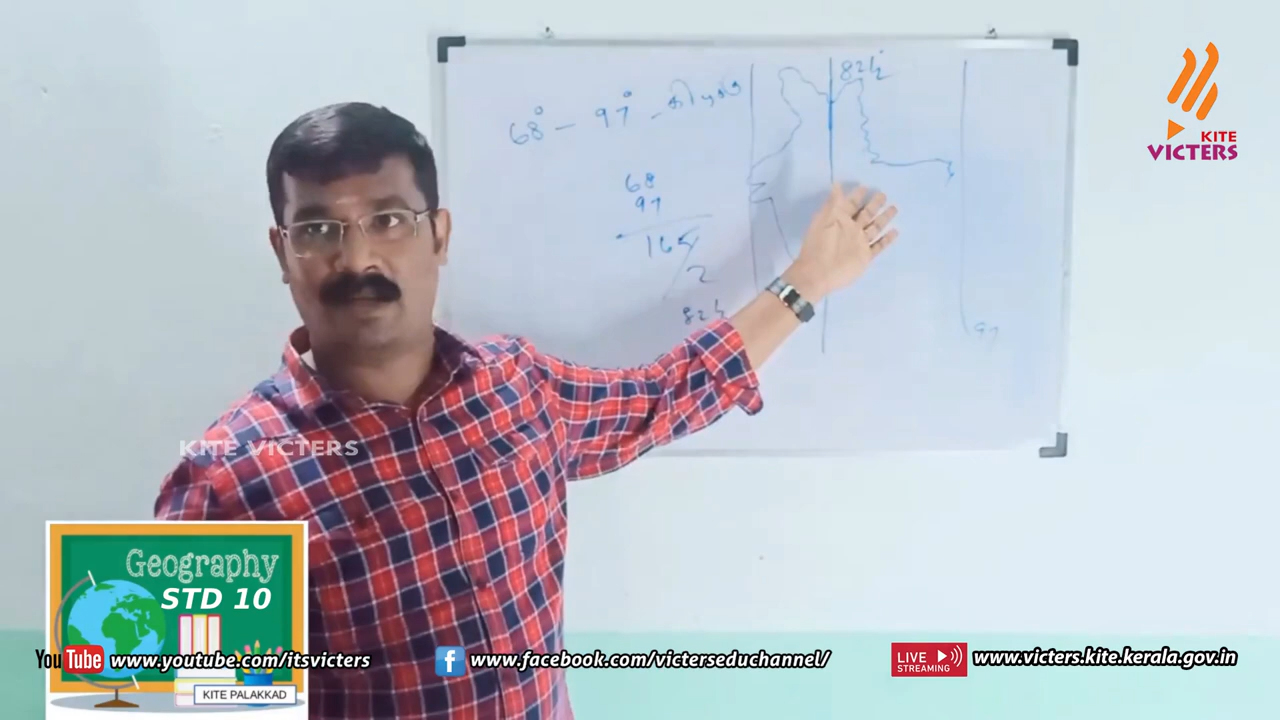 68° – 97° - கிழக்கு
68
97
165
2
82½
82½°
97
KITE
VICTERS
KITE VICTERS
Geography
STD 10
KITE PALAKKAD
YouTube www.youtube.com/itsvicters
f www.facebook.com/victerseduchannel/
LIVE STREAMING www.victers.kite.kerala.gov.in